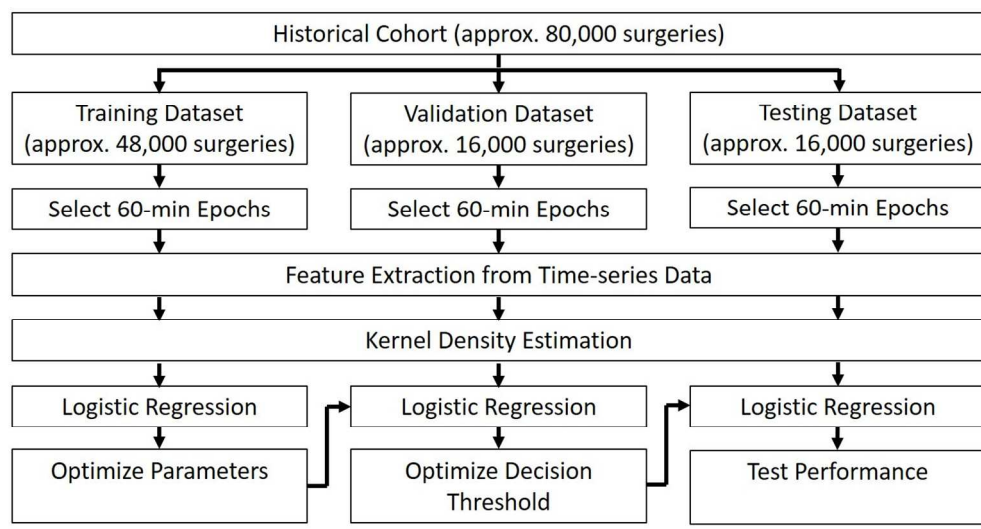 Historical Cohort (approx. 80,000 surgeries)
Training Dataset
(approx. 48,000 surgeries)
Validation Dataset
(approx. 16,000 surgeries)
Testing Dataset
(approx. 16,000 surgeries)
Select 60-min Epochs
Select 60-min Epochs
Select 60-min Epochs
Feature Extraction from Time-series Data
Kernel Density Estimation
Logistic Regression
Logistic Regression
Logistic Regression
Optimize Parameters
Optimize Decision
Threshold
Test Performance